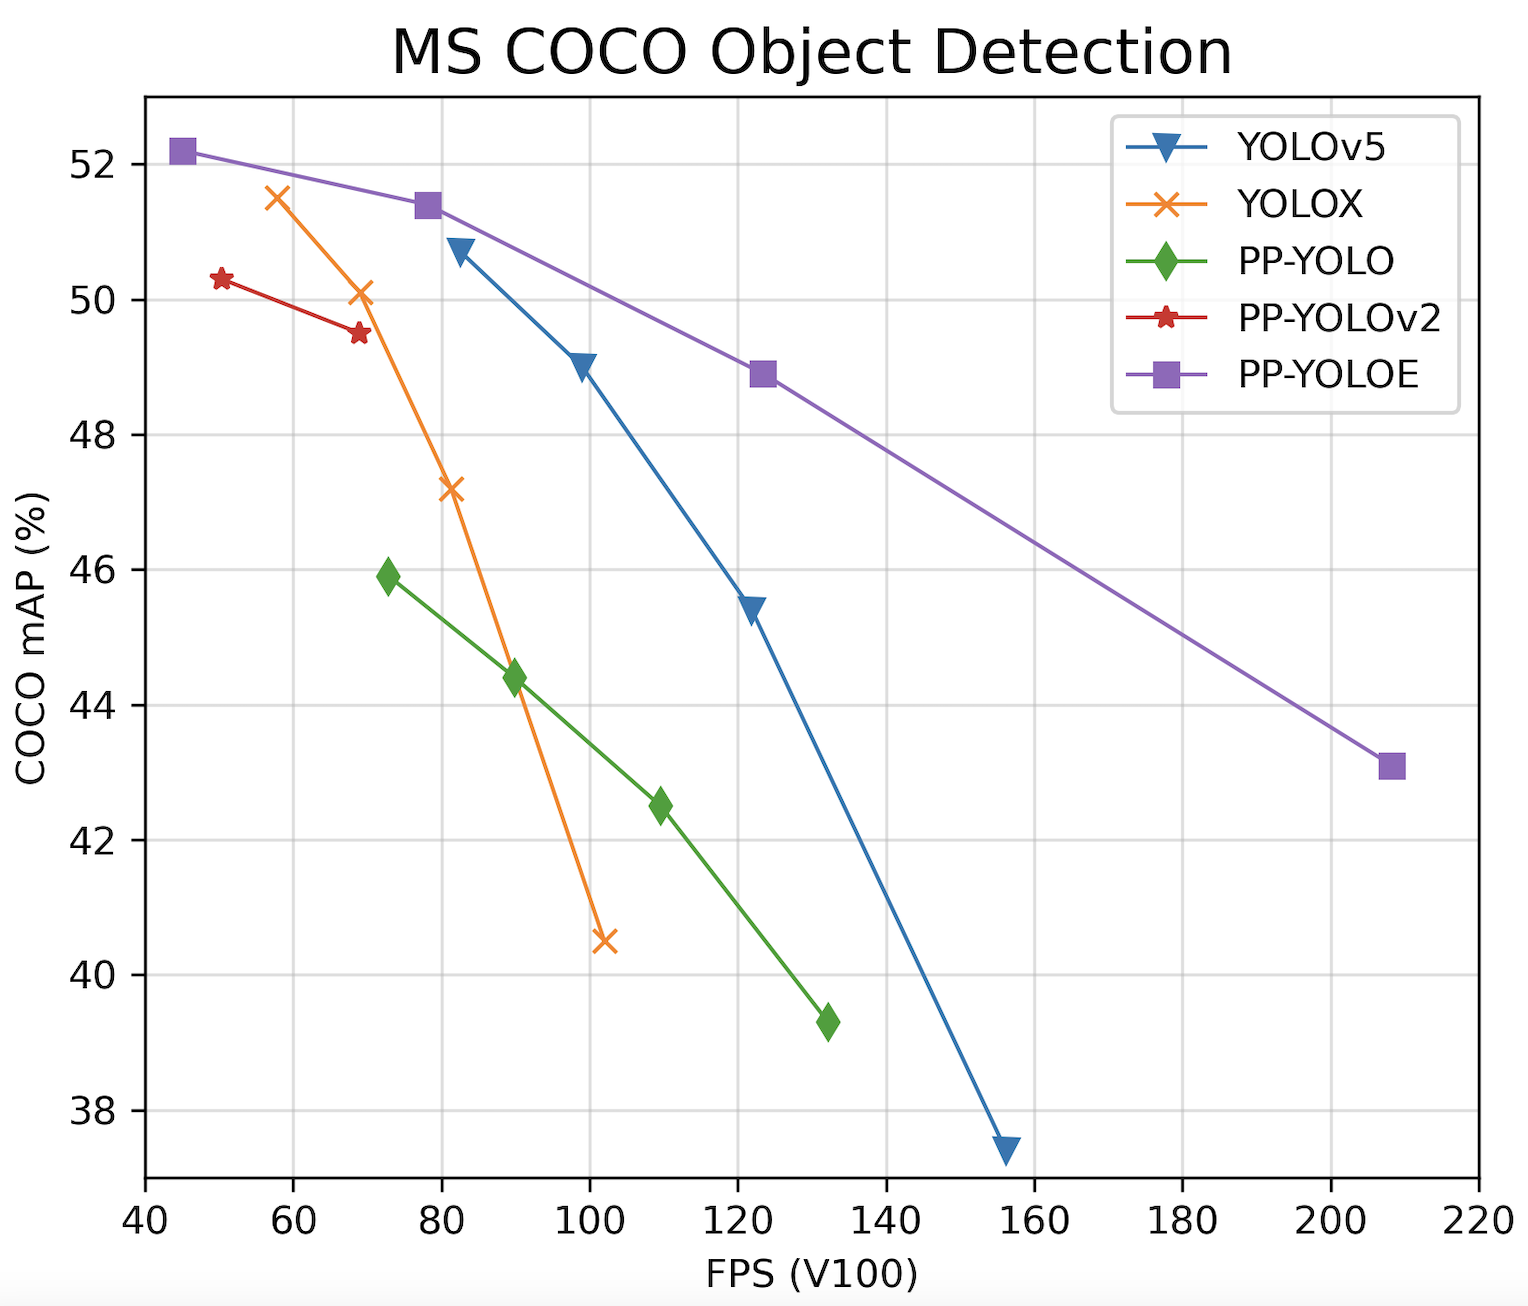 MS COCO Object Detection
YOLOv5
YOLOX
PP-YOLO
PP-YOLOv2
PP-YOLOE
COCO mAP (%)
52
50
48
46
44
42
40
38
40 60 80 100 120 140 160 180 200 220
FPS (V100)